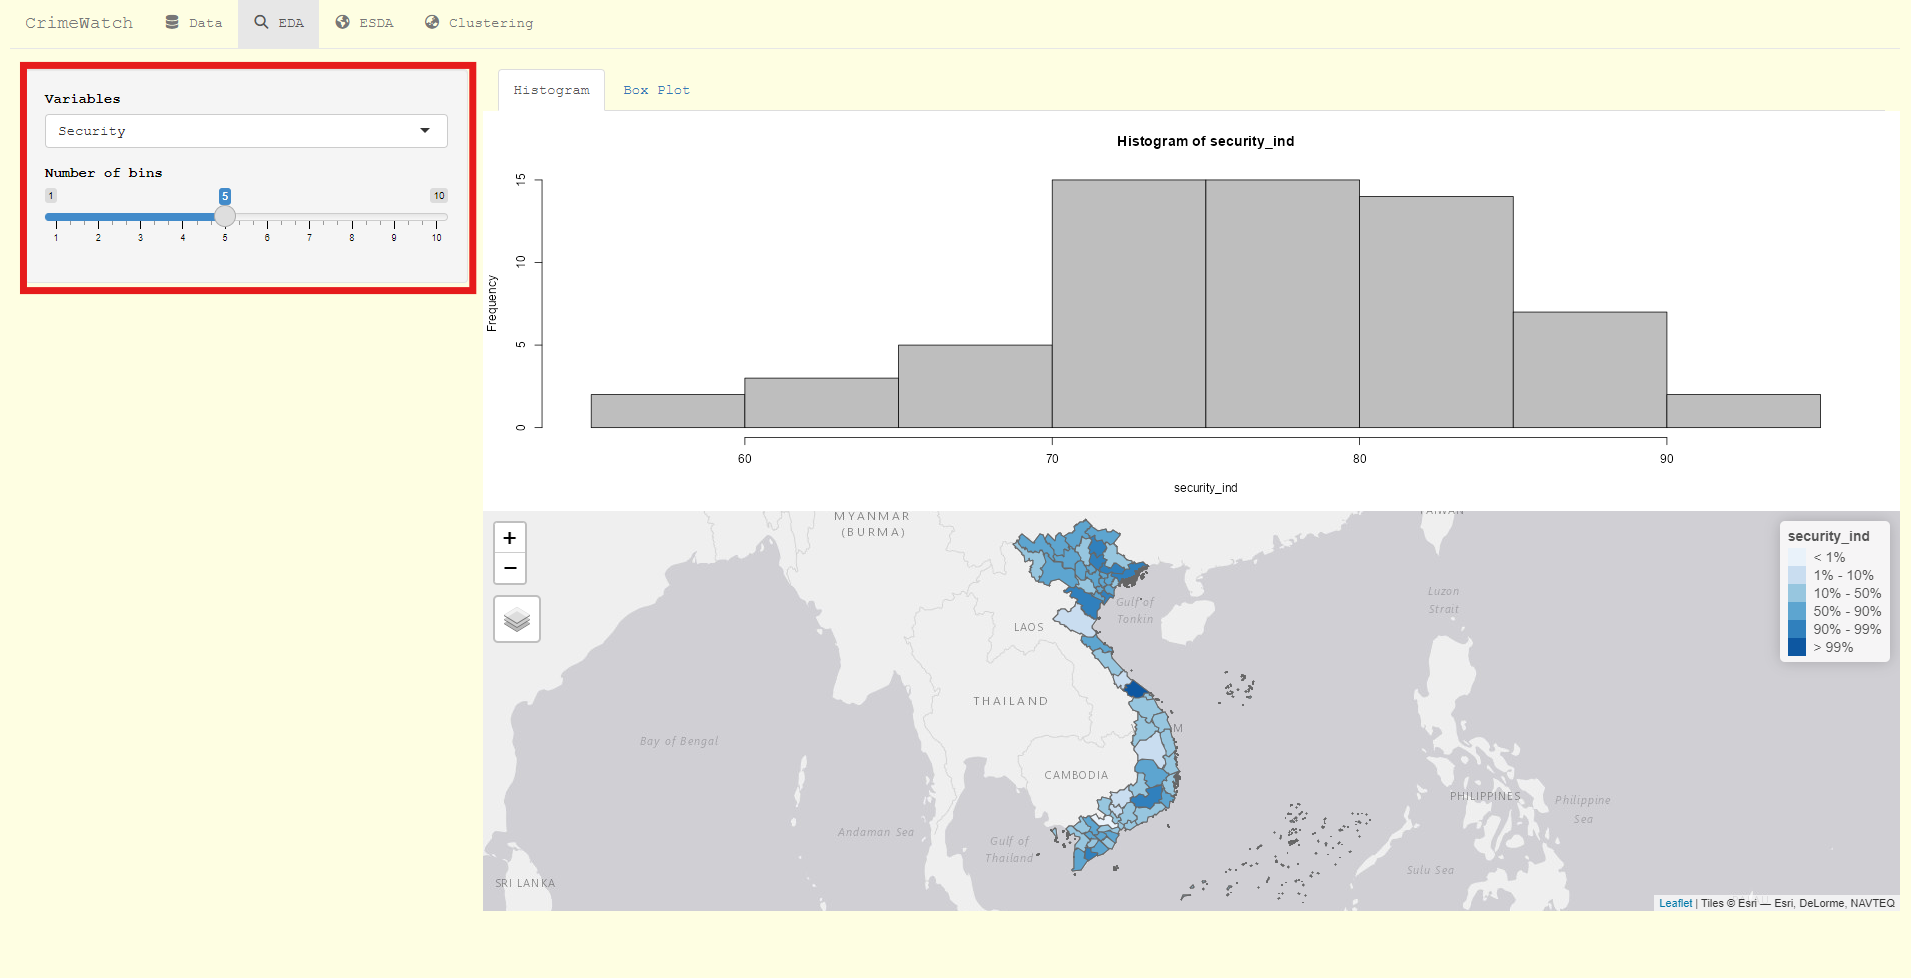 CrimeWatch Data EDA ESDA Clustering
Variables
Security
Number of bins
1 5 10
1 2 3 4 5 6 7 8 9 10
Histogram Box Plot
Histogram of security_ind
Frequency
15
10
5
0
60 70 80 90
security_ind
+
−
MYANMAR
(BURMA)
TAIWAN
LAOS
Gulf of
Tonkin
Luzon
Strait
THAILAND
M
Bay of Bengal
CAMBODIA
PHILIPPINES
Philippine
Sea
Andaman Sea
Gulf of
Thailand
Sulu Sea
SRI LANKA
security_ind
< 1%
1% - 10%
10% - 50%
50% - 90%
90% - 99%
> 99%
Leaflet | Tiles © Esri — Esri, DeLorme, NAVTEQ